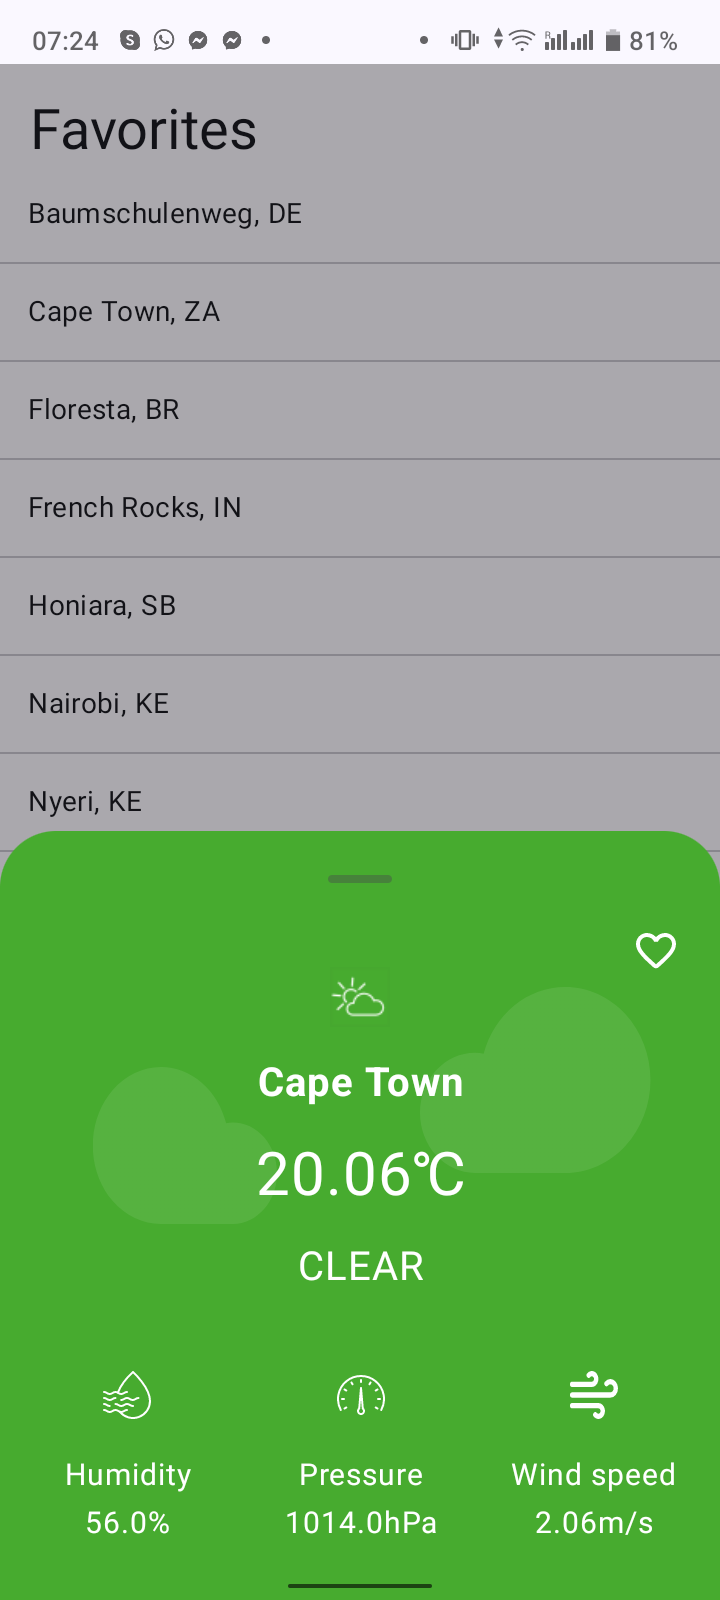 07:24 81%
Favorites
Baumschulenweg, DE
Cape Town, ZA
Floresta, BR
French Rocks, IN
Honiara, SB
Nairobi, KE
Nyeri, KE
Cape Town
20.06℃
CLEAR
Humidity Pressure Wind speed
56.0% 1014.0hPa 2.06m/s